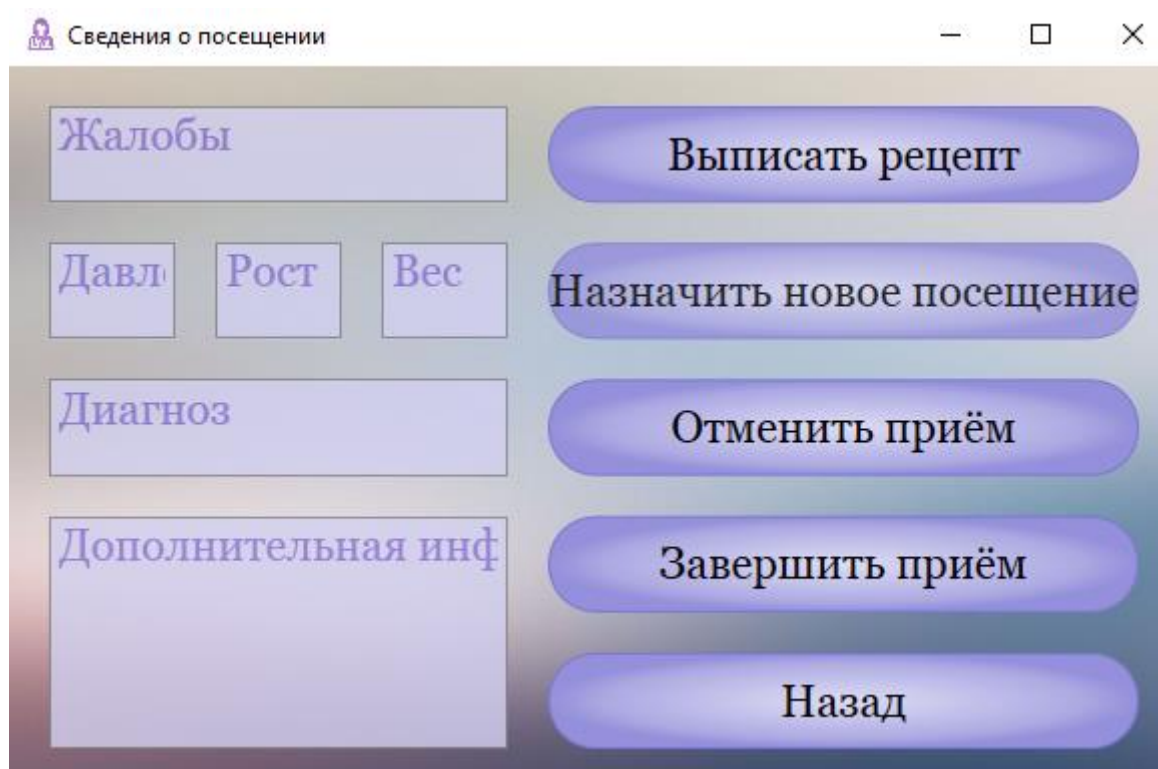 Сведения о посещении
Жалобы
Выписать рецепт
Давл
Рост
Вес
Назначить новое посещение
Диагноз
Отменить приём
Дополнительная инф
Завершить приём
Назад